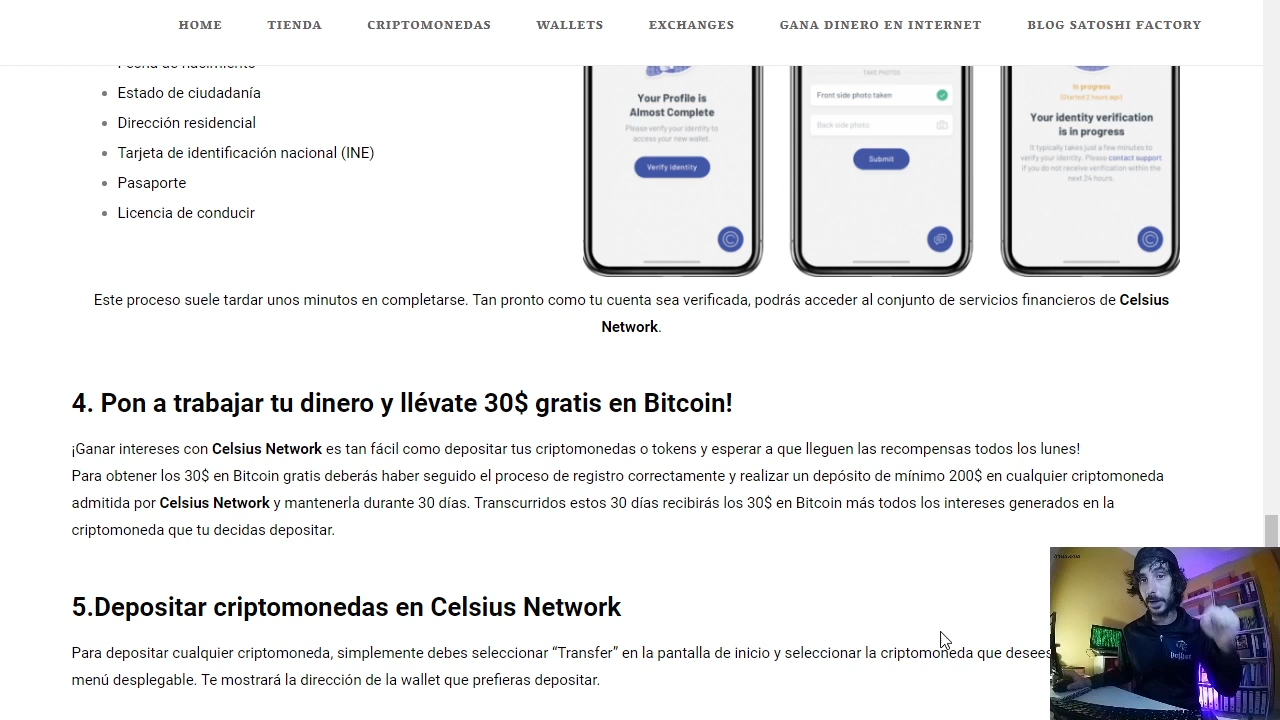 HOME TIENDA CRIPTOMONEDAS WALLETS EXCHANGES GANA DINERO EN INTERNET BLOG SATOSHI FACTORY
Estado de ciudadanía
Dirección residencial
Tarjeta de identificación nacional (INE)
Pasaporte
Licencia de conducir
Your Profile is
Almost Complete
Please verify your identity to
access your new wallet.
Verify Identity
TAKE PHOTOS
Front side photo taken
Back side photo
Submit
In progress
(Started 2 hours ago)
Your identity verification
is in progress
It typically takes just a few minutes to
verify your identity. Please contact support
if you do not receive verification within the
next 24 hours.
Este proceso suele tardar unos minutos en completarse. Tan pronto como tu cuenta sea verificada, podrás acceder al conjunto de servicios financieros de Celsius
Network.
4. Pon a trabajar tu dinero y llévate 30$ gratis en Bitcoin!
¡Ganar intereses con Celsius Network es tan fácil como depositar tus criptomonedas o tokens y esperar a que lleguen las recompensas todos los lunes!
Para obtener los 30$ en Bitcoin gratis deberás haber seguido el proceso de registro correctamente y realizar un depósito de mínimo 200$ en cualquier criptomoneda
admitida por Celsius Network y mantenerla durante 30 días. Transcurridos estos 30 días recibirás los 30$ en Bitcoin más todos los intereses generados en la
criptomoneda que tu decidas depositar.
5.Depositar criptomonedas en Celsius Network
Para depositar cualquier criptomoneda, simplemente debes selecciona “Transfer” en la pantalla de inicio y seleccionar la criptomoneda que desees
menú desplegable. Te mostrará la dirección de la wallet que prefieras depositar.